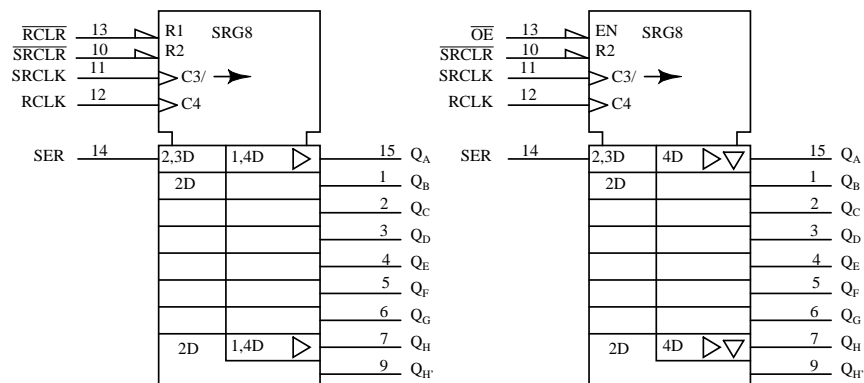 RCLR 13 R1 SRG8
SRCLR 10 R2
SRCLK 11 C3/
RCLK 12 C4
SER 14 2,3D 1,4D 15 QA
2D 1 QB
2 QC
3 QD
4 QE
5 QF
6 QG
2D 1,4D 7 QH
9 QH'
OE 13 EN SRG8
SRCLR 10 R2
SRCLK 11 C3/
RCLK 12 C4
SER 14 2,3D 4D 15 QA
2D 1 QB
2 QC
3 QD
4 QE
5 QF
6 QG
2D 4D 7 QH
9 QH'